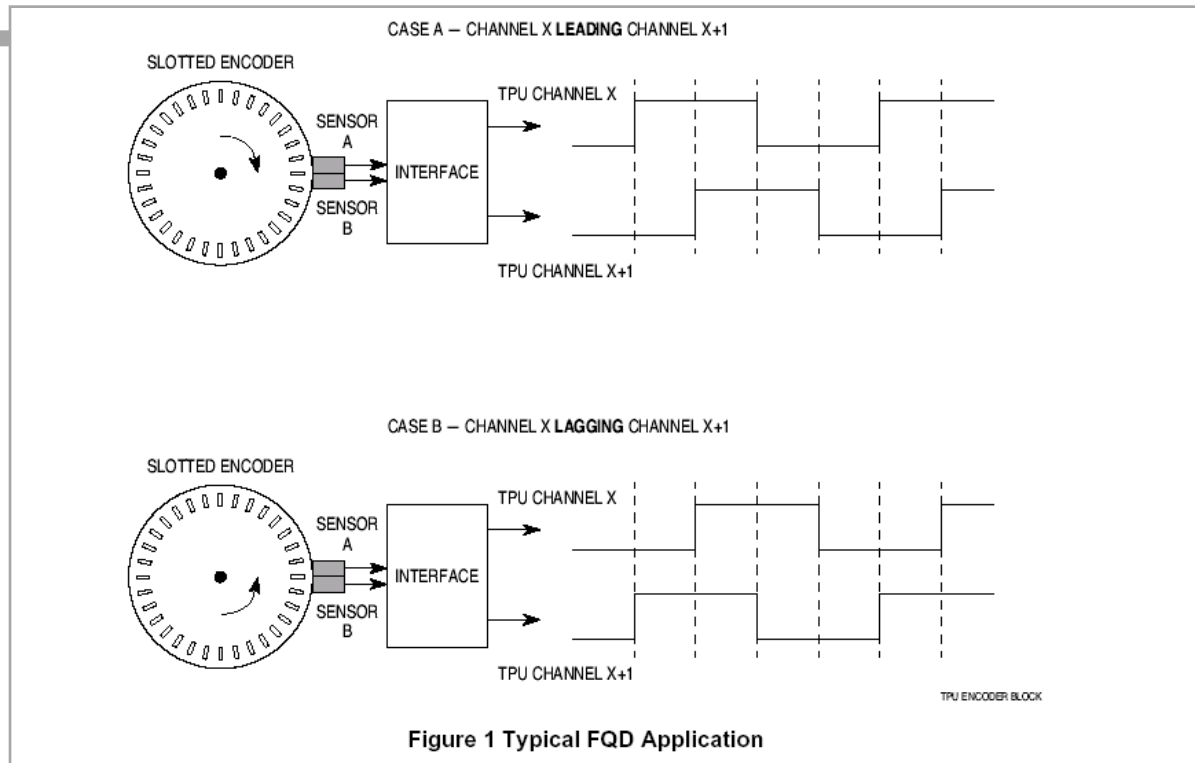 CASE A – CHANNEL X LEADING CHANNEL X+1
SLOTTED ENCODER
SENSOR
A
SENSOR
B
INTERFACE
TPU CHANNEL X
TPU CHANNEL X+1
CASE B – CHANNEL X LAGGING CHANNEL X+1
SLOTTED ENCODER
SENSOR
A
SENSOR
B
INTERFACE
TPU CHANNEL X
TPU CHANNEL X+1
TPU ENCODER BLOCK
Figure 1 Typical FQD Application